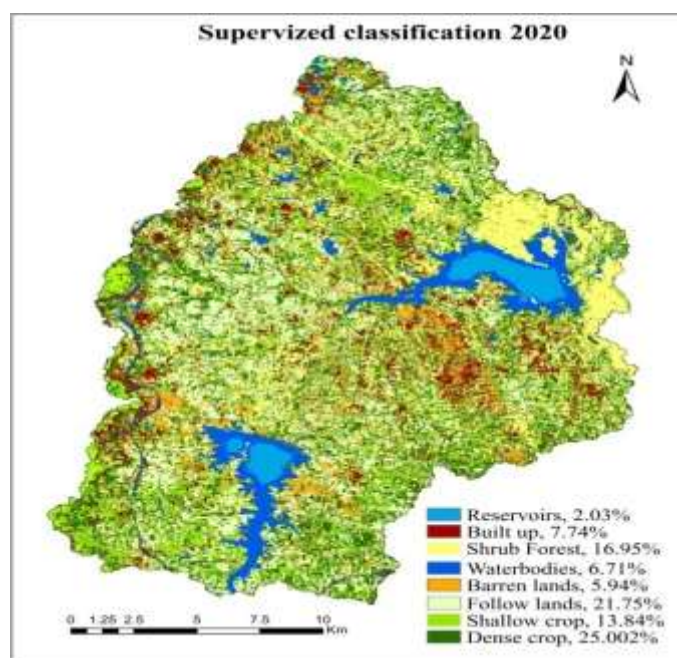 Supervized classification 2020
N
Reservoirs, 2.03%
Built up, 7.74%
Shrub Forest, 16.95%
Waterbodies, 6.71%
Barren lands, 5.94%
Follow lands, 21.75%
Shallow crop, 13.84%
Dense crop, 25.002%
0 1.25 2.5 5 7.5 10
Km